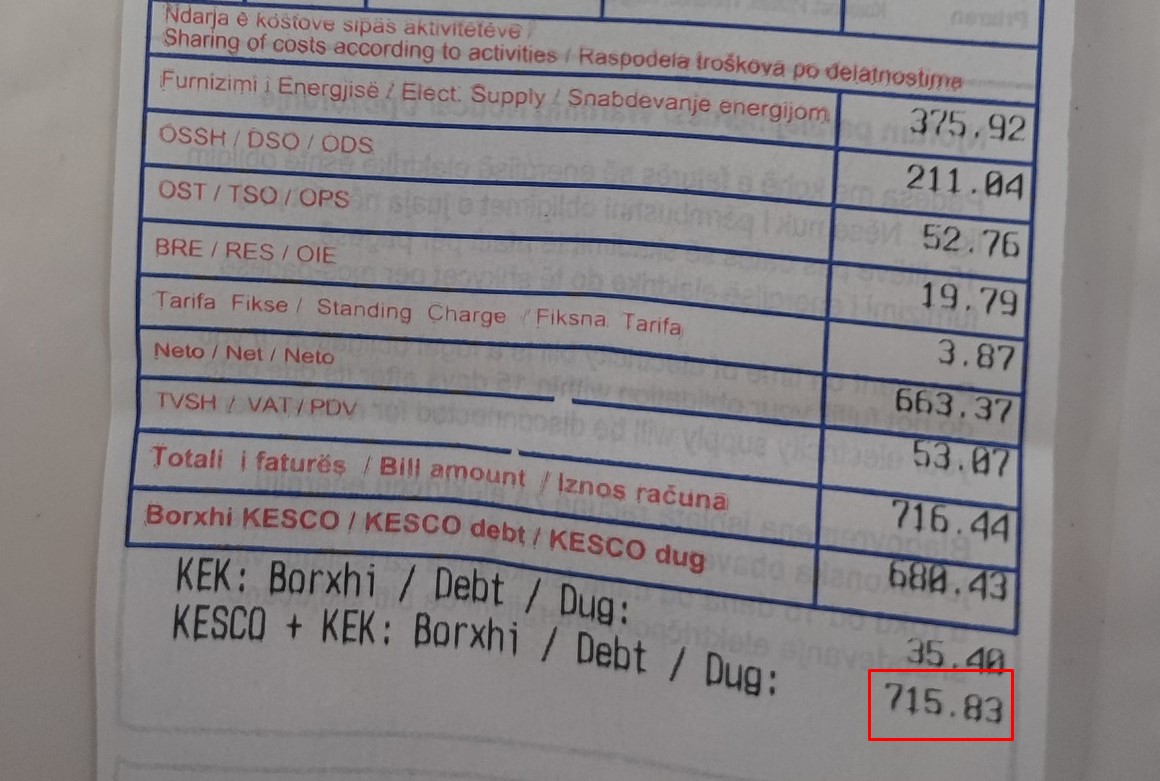 Ndarja e kostove sipas aktiviteteve /
Sharing of costs according to activities / Raspodela troškova po delatnostima
Furnizimi i Energjisë / Elect. Supply / Snabdevanje energijom 375.92
OSSH / DSO / ODS 211.04
OST / TSO / OPS 52.76
BRE / RES / OIE 19.79
Tarifa Fikse / Standing Charge / Fiksna Tarifa 3.87
Neto / Net / Neto 663.37
TVSH / VAT / PDV 53.07
Totali i faturës / Bill amount / Iznos računa 716.44
Borxhi KESCO / KESCO debt / KESCO dug 680.43
KEK: Borxhi / Debt / Dug: 35.40
KESCO + KEK: Borxhi / Debt / Dug: 715.83